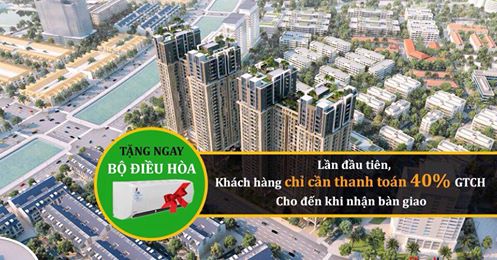 TẶNG NGAY
BỘ ĐIỀU HÒA
Lần đầu tiên,
Khách hàng chỉ cần thanh toán 40% GTCH
Cho đến khi nhận bàn giao